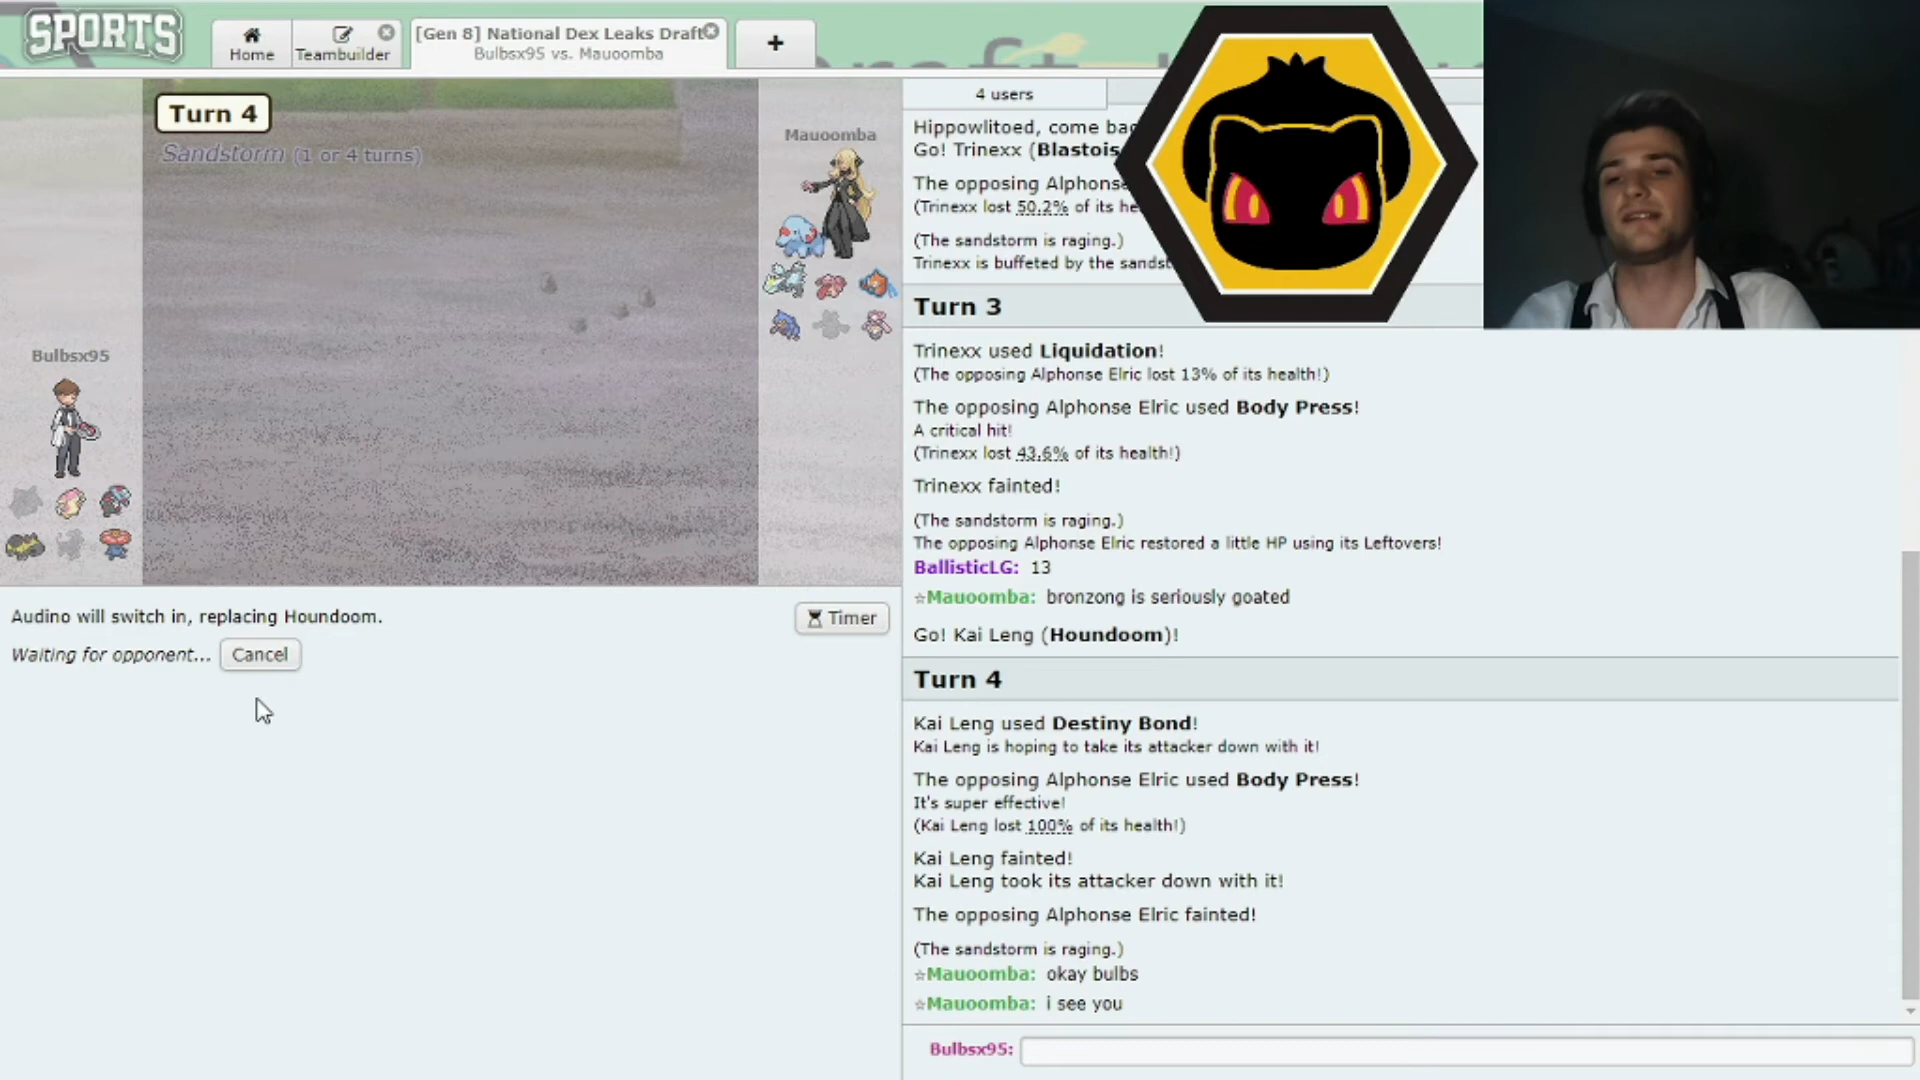 SPORTS
Home
Teambuilder
[Gen 8] National Dex Leaks Draft
Bulbsx95 vs. Mauoomba
+
Turn 4
Sandstorm (1 or 4 turns)
Mauoomba
Bulbsx95
Audino will switch in, replacing Houndoom.
Timer
Waiting for opponent...
Cancel
4 users
Hippowlitoed, come bac
Go! Trinexx (Blastois
The opposing Alphonse
(Trinexx lost 50.2% of its he
(The sandstorm is raging.)
Trinexx is buffeted by the sandst
Turn 3
Trinexx used Liquidation!
(The opposing Alphonse Elric lost 13% of its health!)
The opposing Alphonse Elric used Body Press!
A critical hit!
(Trinexx lost 43.6% of its health!)
Trinexx fainted!
(The sandstorm is raging.)
The opposing Alphonse Elric restored a little HP using its Leftovers!
BallisticLG: 13
☆Mauoomba: bronzong is seriously goated
Go! Kai Leng (Houndoom)!
Turn 4
Kai Leng used Destiny Bond!
Kai Leng is hoping to take its attacker down with it!
The opposing Alphonse Elric used Body Press!
It's super effective!
(Kai Leng lost 100% of its health!)
Kai Leng fainted!
Kai Leng took its attacker down with it!
The opposing Alphonse Elric fainted!
(The sandstorm is raging.)
☆Mauoomba: okay bulbs
☆Mauoomba: i see you
Bulbsx95: